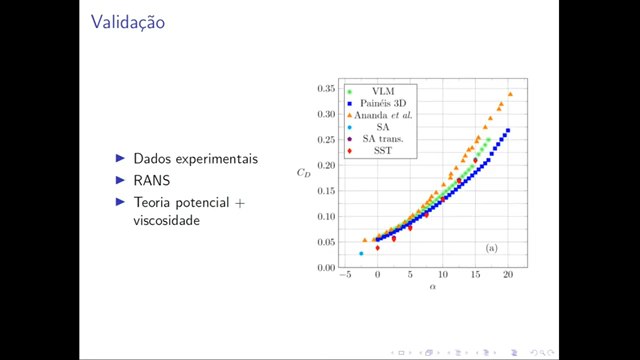 Validação
Dados experimentais
RANS
Teoria potencial +
viscosidade
VLM
Painéis 3D
Ananda et al.
SA
SA trans.
SST
0.35
0.30
0.25
0.20
0.15
0.10
0.05
0.00
C_D
(a)
−5 0 5 10 15 20
α